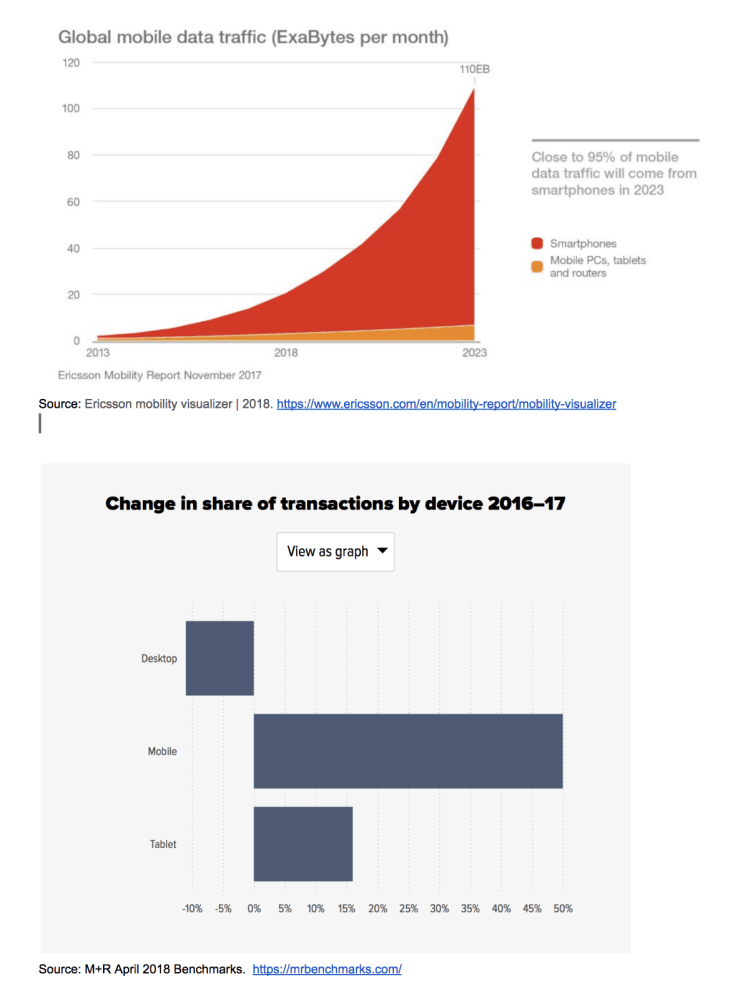 Global mobile data traffic (ExaBytes per month)
120
110EB
100
80
60
40
20
0
2013
2018
2023
Close to 95% of mobile
data traffic will come from
smartphones in 2023
Smartphones
Mobile PCs, tablets
and routers
Ericsson Mobility Report November 2017
Source: Ericsson mobility visualizer | 2018. https://www.ericsson.com/en/mobility-report/mobility-visualizer
Change in share of transactions by device 2016–17
View as graph
Desktop
Mobile
Tablet
-10% -5% 0% 5% 10% 15% 20% 25% 30% 35% 40% 45% 50%
Source: M+R April 2018 Benchmarks. https://mrbenchmarks.com/